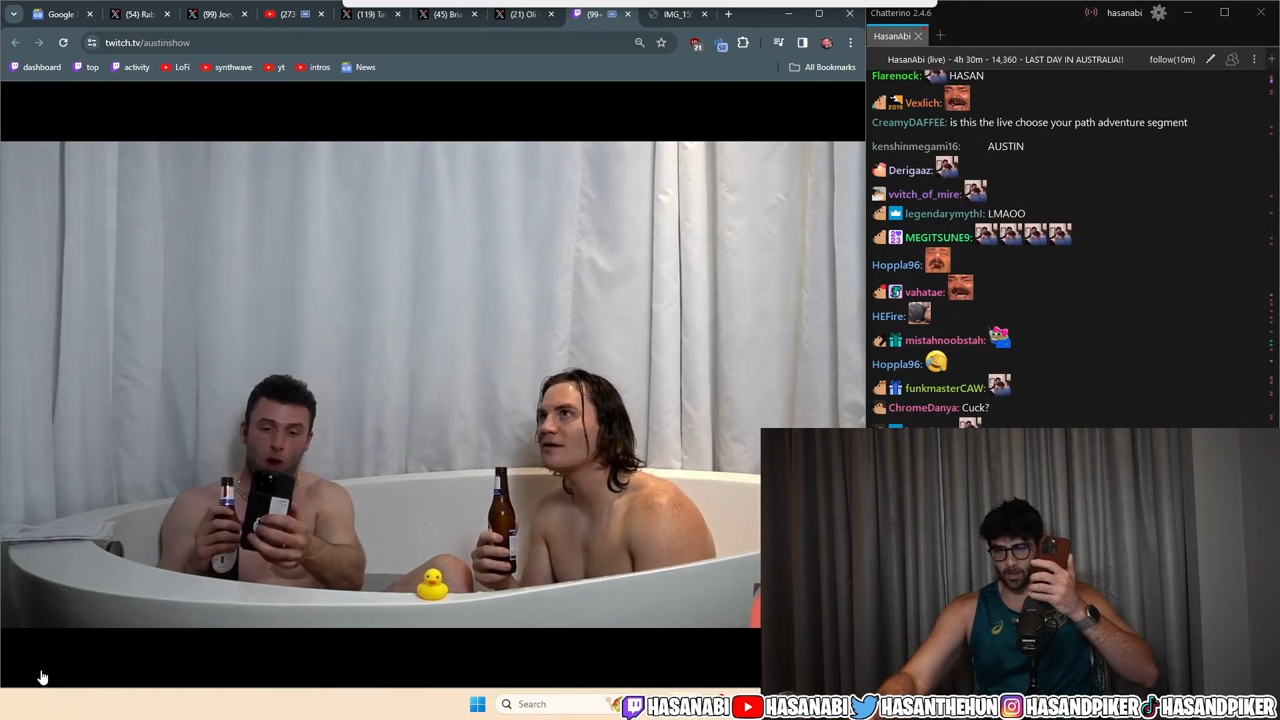 Google
(54) Rab
(99)
(273
(119) Ta
(45) Bria
(21) Oli
(99+
IMG_15
Chatterino 2.4.6
hasanabi
twitch.tv/austinshow
21
50
HasanAbi
dashboard
top
activity
LoFi
synthwave
yt
intros
News
All Bookmarks
HasanAbi (live) - 4h 30m - 14,360 - LAST DAY IN AUSTRALIA!!
follow(10m)
Flarenock: HASAN
Vexlich:
CreamyDAFFEE: is this the live choose your path adventure segment
kenshinmegami16: AUSTIN
Derigaaz:
vvitch_of_mire:
legendarymythl: LMAOO
MEGITSUNE9:
Hoppla96:
vahatae:
HEFire:
mistahnoobstah:
Hoppla96:
funkmasterCAW:
ChromeDanya: Cuck?
Search
HASANABI
HASANABI
HASANTHEHUN
HASANDPIKER
HASANDPIKER